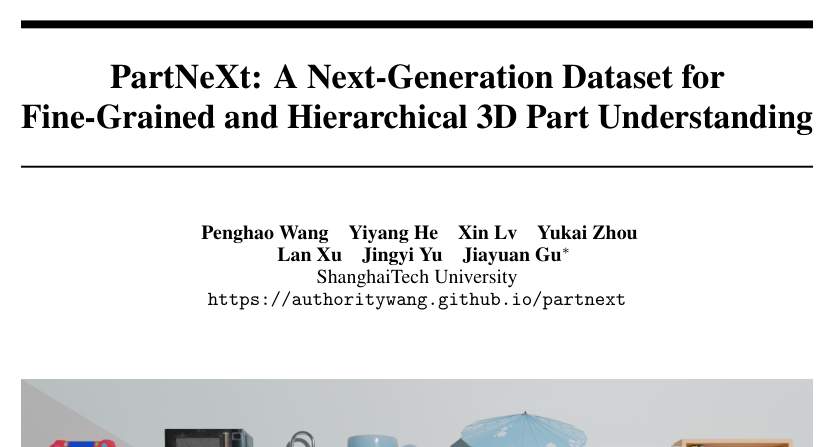 PartNeXt: A Next-Generation Dataset for
Fine-Grained and Hierarchical 3D Part Understanding
Penghao Wang Yiyang He Xin Lv Yukai Zhou
Lan Xu Jingyi Yu Jiayuan Gu*
ShanghaiTech University
https://authoritywang.github.io/partnext